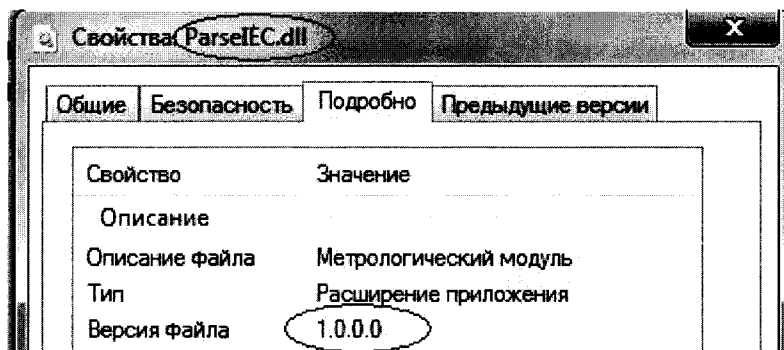 Свойства: ParseIEC.dll
Общие Безопасность Подробно Предыдущие версии
Свойство Значение
Описание
Описание файла Метрологический модуль
Тип Расширение приложения
Версия файла 1.0.0.0